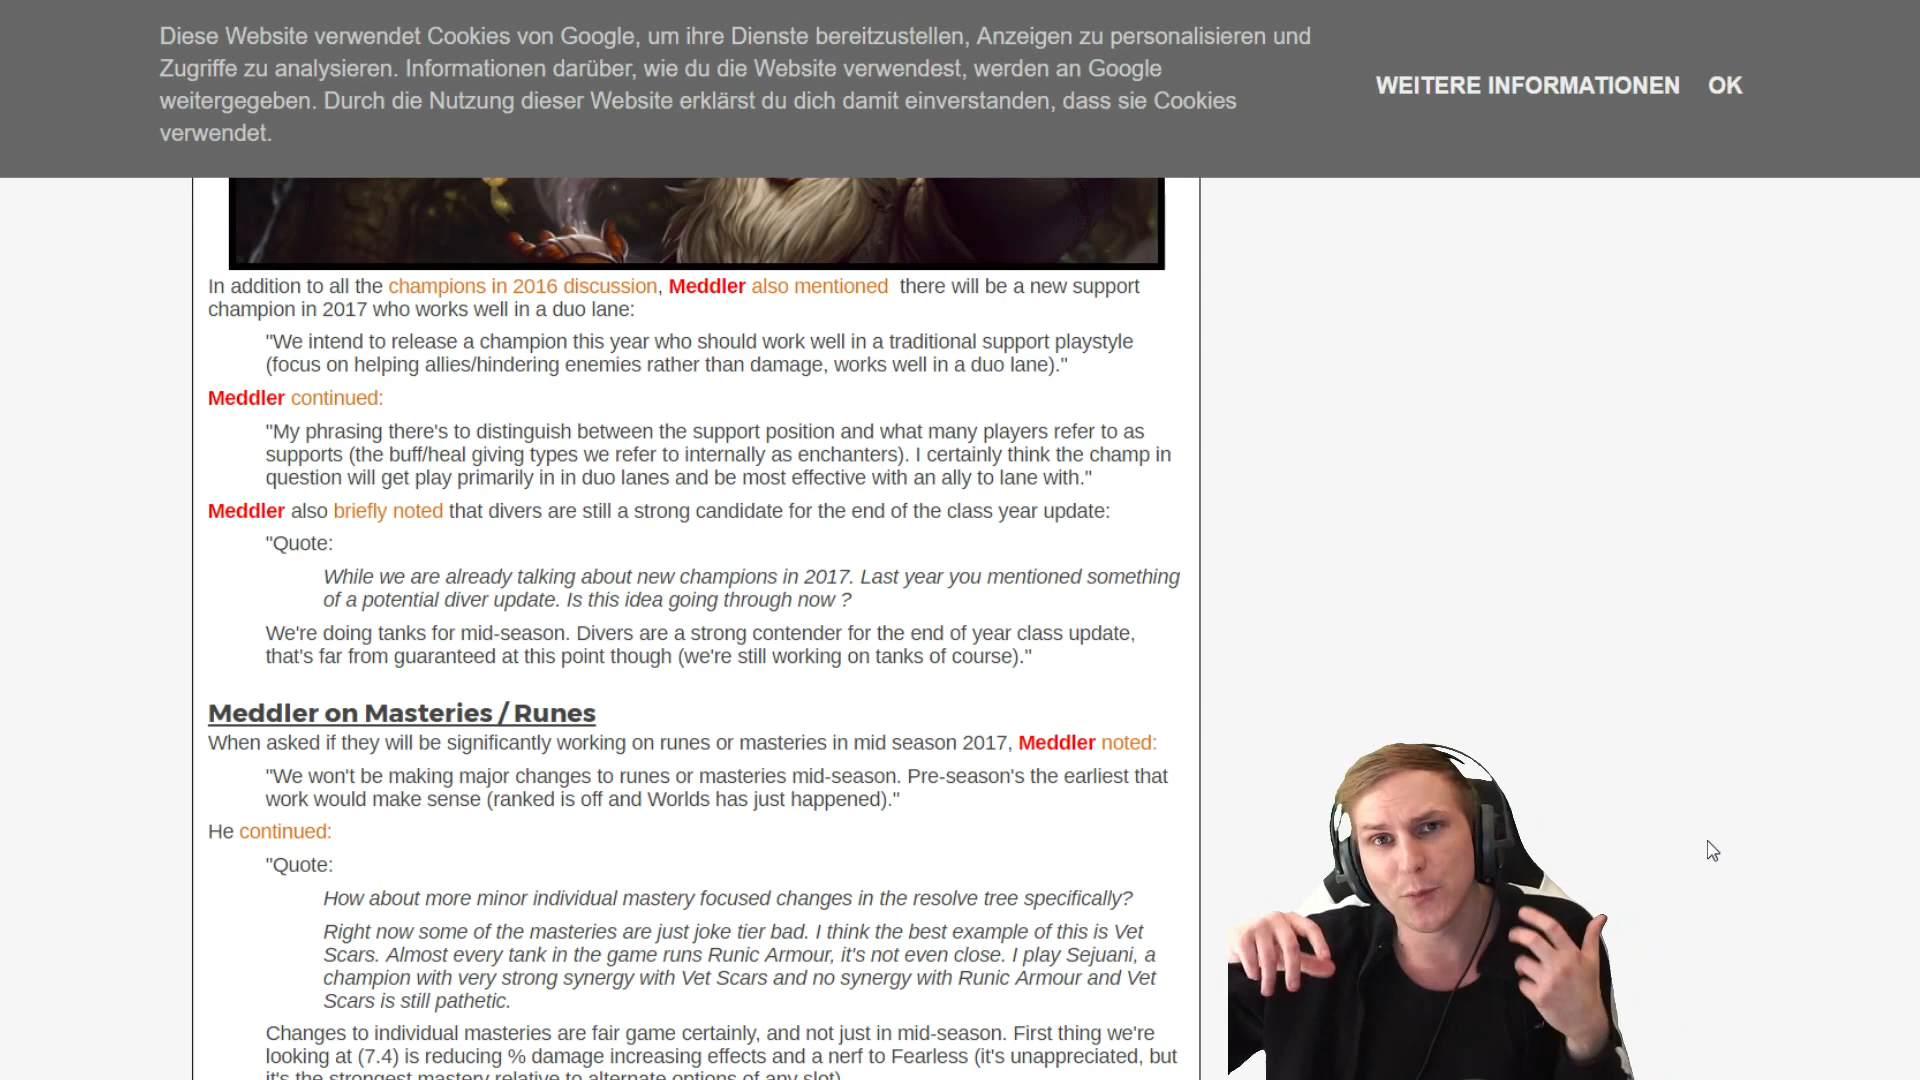 Diese Website verwendet Cookies von Google, um ihre Dienste bereitzustellen, Anzeigen zu personalisieren und
Zugriffe zu analysieren. Informationen darüber, wie du die Website verwendest, werden an Google
weitergegeben. Durch die Nutzung dieser Website erklärst du dich damit einverstanden, dass sie Cookies
verwendet.
WEITERE INFORMATIONEN OK
In addition to all the champions in 2016 discussion, Meddler also mentioned there will be a new support
champion in 2017 who works well in a duo lane:
"We intend to release a champion this year who should work well in a traditional support playstyle
(focus on helping allies/hindering enemies rather than damage, works well in a duo lane)."
Meddler continued:
"My phrasing there's to distinguish between the support position and what many players refer to as
supports (the buff/heal giving types we refer to internally as enchanters). I certainly think the champ in
question will get play primarily in in duo lanes and be most effective with an ally to lane with."
Meddler also briefly noted that divers are still a strong candidate for the end of the class year update:
"Quote:
While we are already talking about new champions in 2017. Last year you mentioned something
of a potential diver update. Is this idea going through now ?
We're doing tanks for mid-season. Divers are a strong contender for the end of year class update,
that's far from guaranteed at this point though (we're still working on tanks of course)."
Meddler on Masteries / Runes
When asked if they will be significantly working on runes or masteries in mid season 2017, Meddler noted:
"We won't be making major changes to runes or masteries mid-season. Pre-season's the earliest that
work would make sense (ranked is off and Worlds has just happened)."
He continued:
"Quote:
How about more minor individual mastery focused changes in the resolve tree specifically?
Right now some of the masteries are just joke tier bad. I think the best example of this is Vet
Scars. Almost every tank in the game runs Runic Armour, it's not even close. I play Sejuani, a
champion with very strong synergy with Vet Scars and no synergy with Runic Armour and Vet
Scars is still pathetic.
Changes to individual masteries are fair game certainly, and not just in mid-season. First thing we're
looking at (7.4) is reducing % damage increasing effects and a nerf to Fearless (it's unappreciated, but
it's the strongest mastery relative to alternate options of any slot)